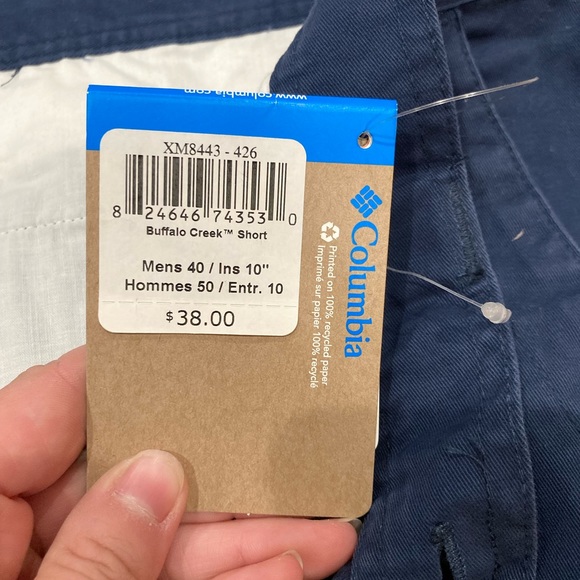 www.columbia.com
XM8443 - 426
8 24646 74353 0
Buffalo Creek™ Short
Mens 40 / Ins 10"
Hommes 50 / Entr. 10
$38.00
Columbia
Printed on 100% recycled paper
Imprimé sur papier 100% recyclé